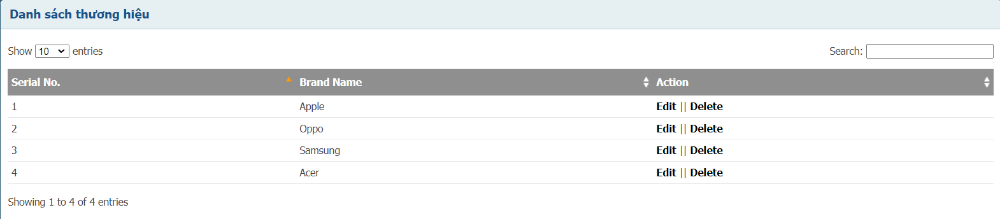 Danh sách thương hiệu
Show 10 entries Search:
Serial No. Brand Name Action
1 Apple Edit || Delete
2 Oppo Edit || Delete
3 Samsung Edit || Delete
4 Acer Edit || Delete
Showing 1 to 4 of 4 entries